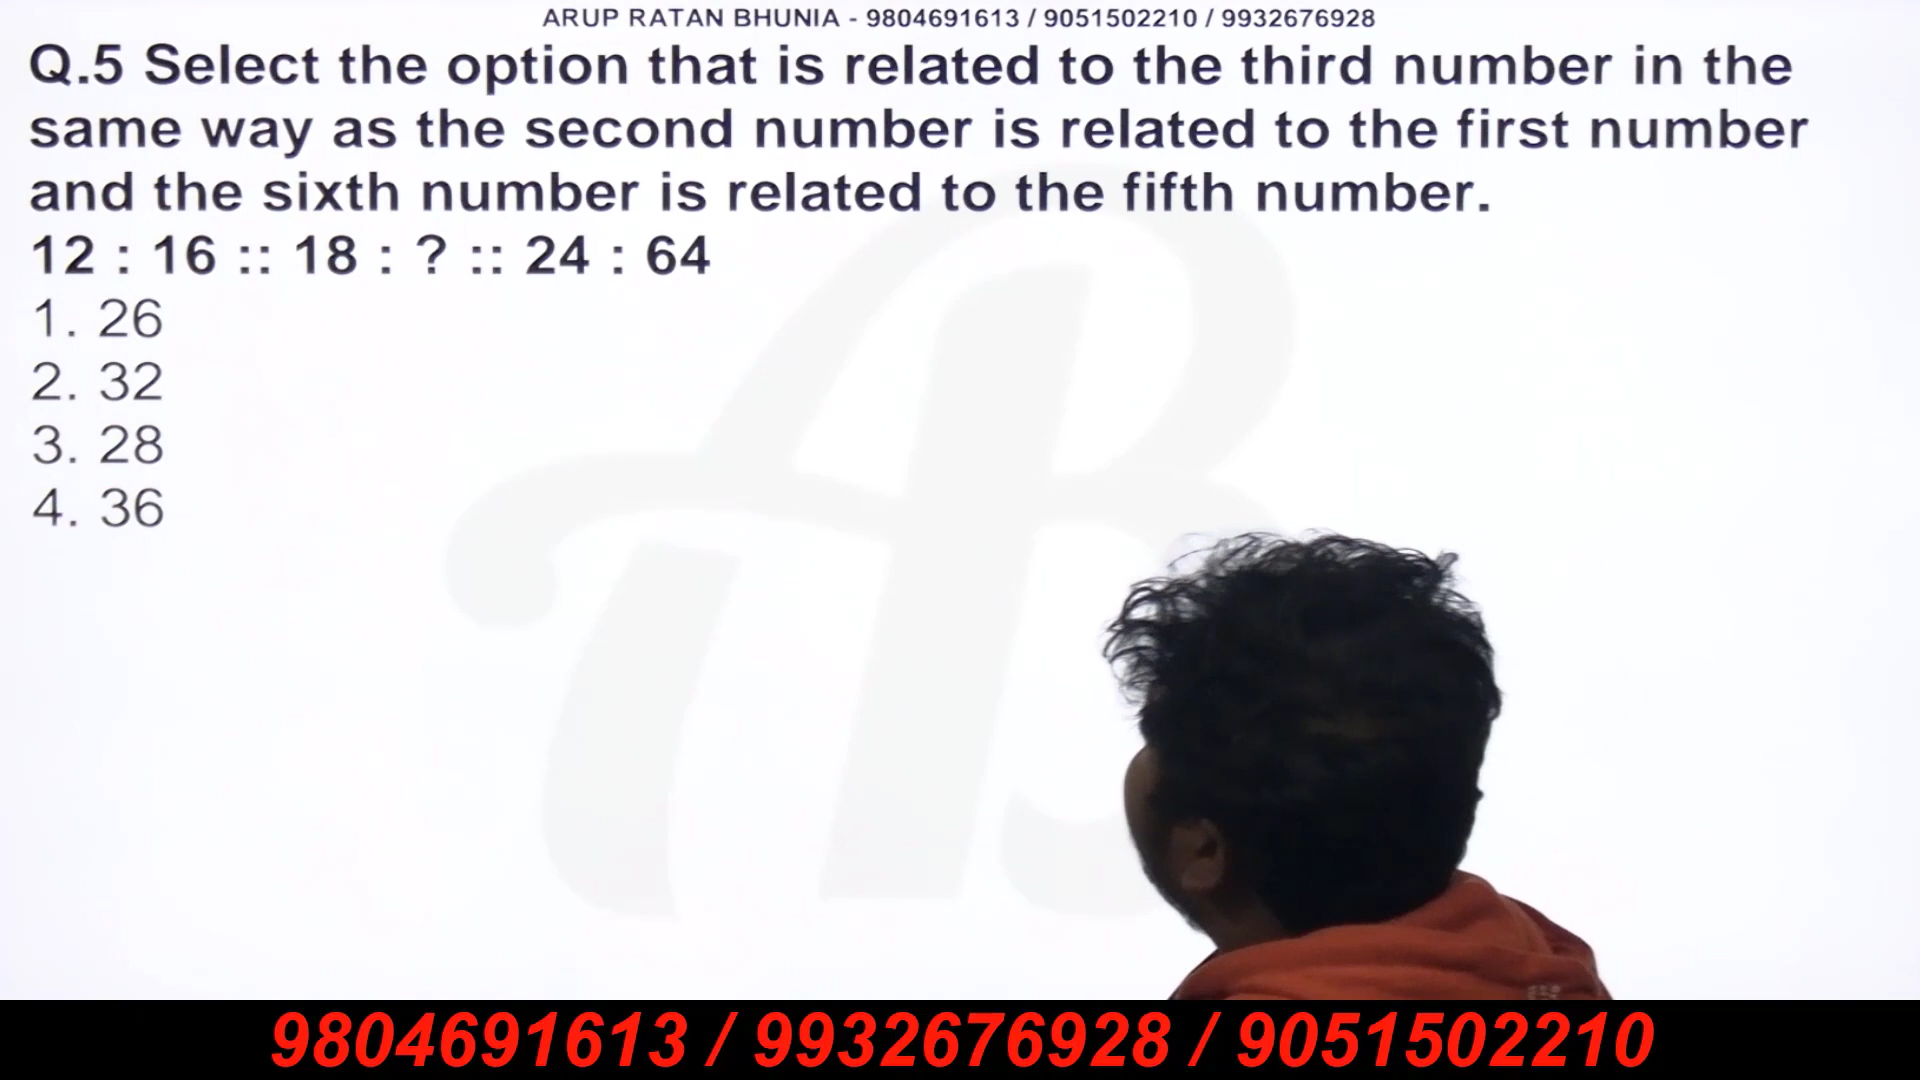 ARUP RATAN BHUNIA - 9804691613 / 9051502210 / 9932676928
Q.5 Select the option that is related to the third number in the
same way as the second number is related to the first number
and the sixth number is related to the fifth number.
12 : 16 :: 18 : ? :: 24 : 64
1. 26
2. 32
3. 28
4. 36
9804691613 / 9932676928 / 9051502210